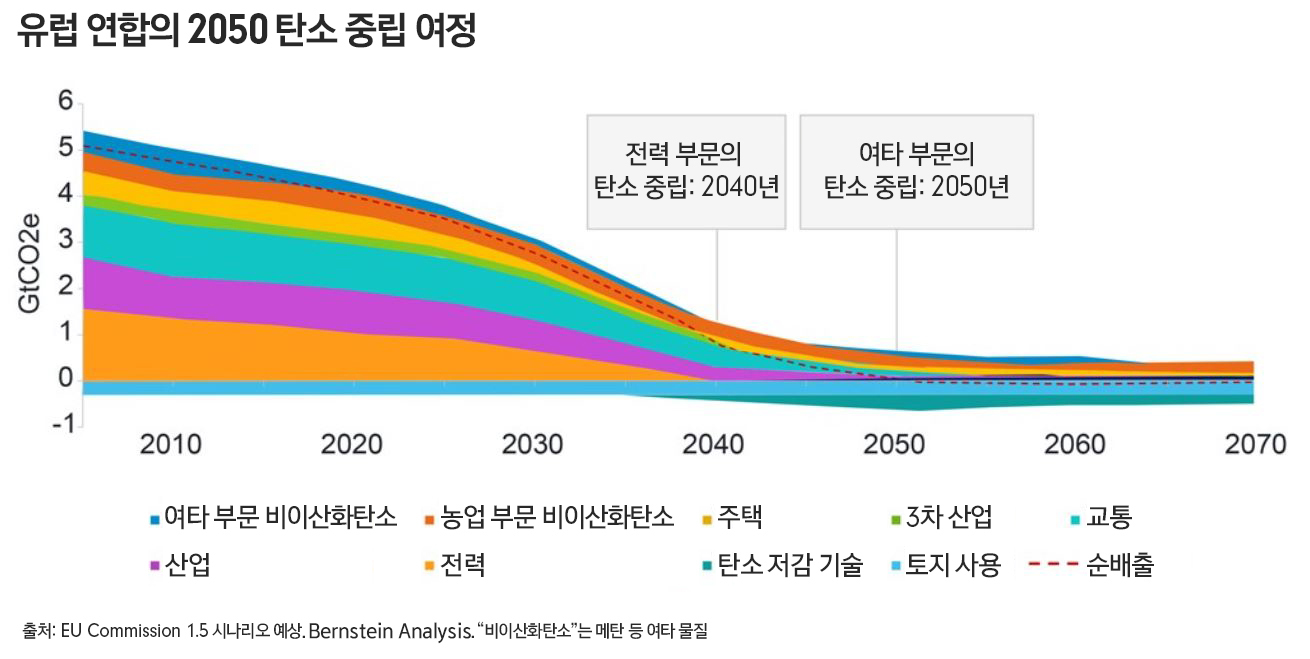 유럽 연합의 2050 탄소 중립 여정
6
5
4
3
2
1
0
-1
GtCO2e
전력 부문의
탄소 중립: 2040년
여타 부문의
탄소 중립: 2050년
2010 2020 2030 2040 2050 2060 2070
여타 부문 비이산화탄소 농업 부문 비이산화탄소 주택 3차 산업 교통
산업 전력 탄소 저감 기술 토지 사용 순배출
출처: EU Commission 1.5 시나리오 예상. Bernstein Analysis. “비이산화탄소”는 메탄 등 여타 물질